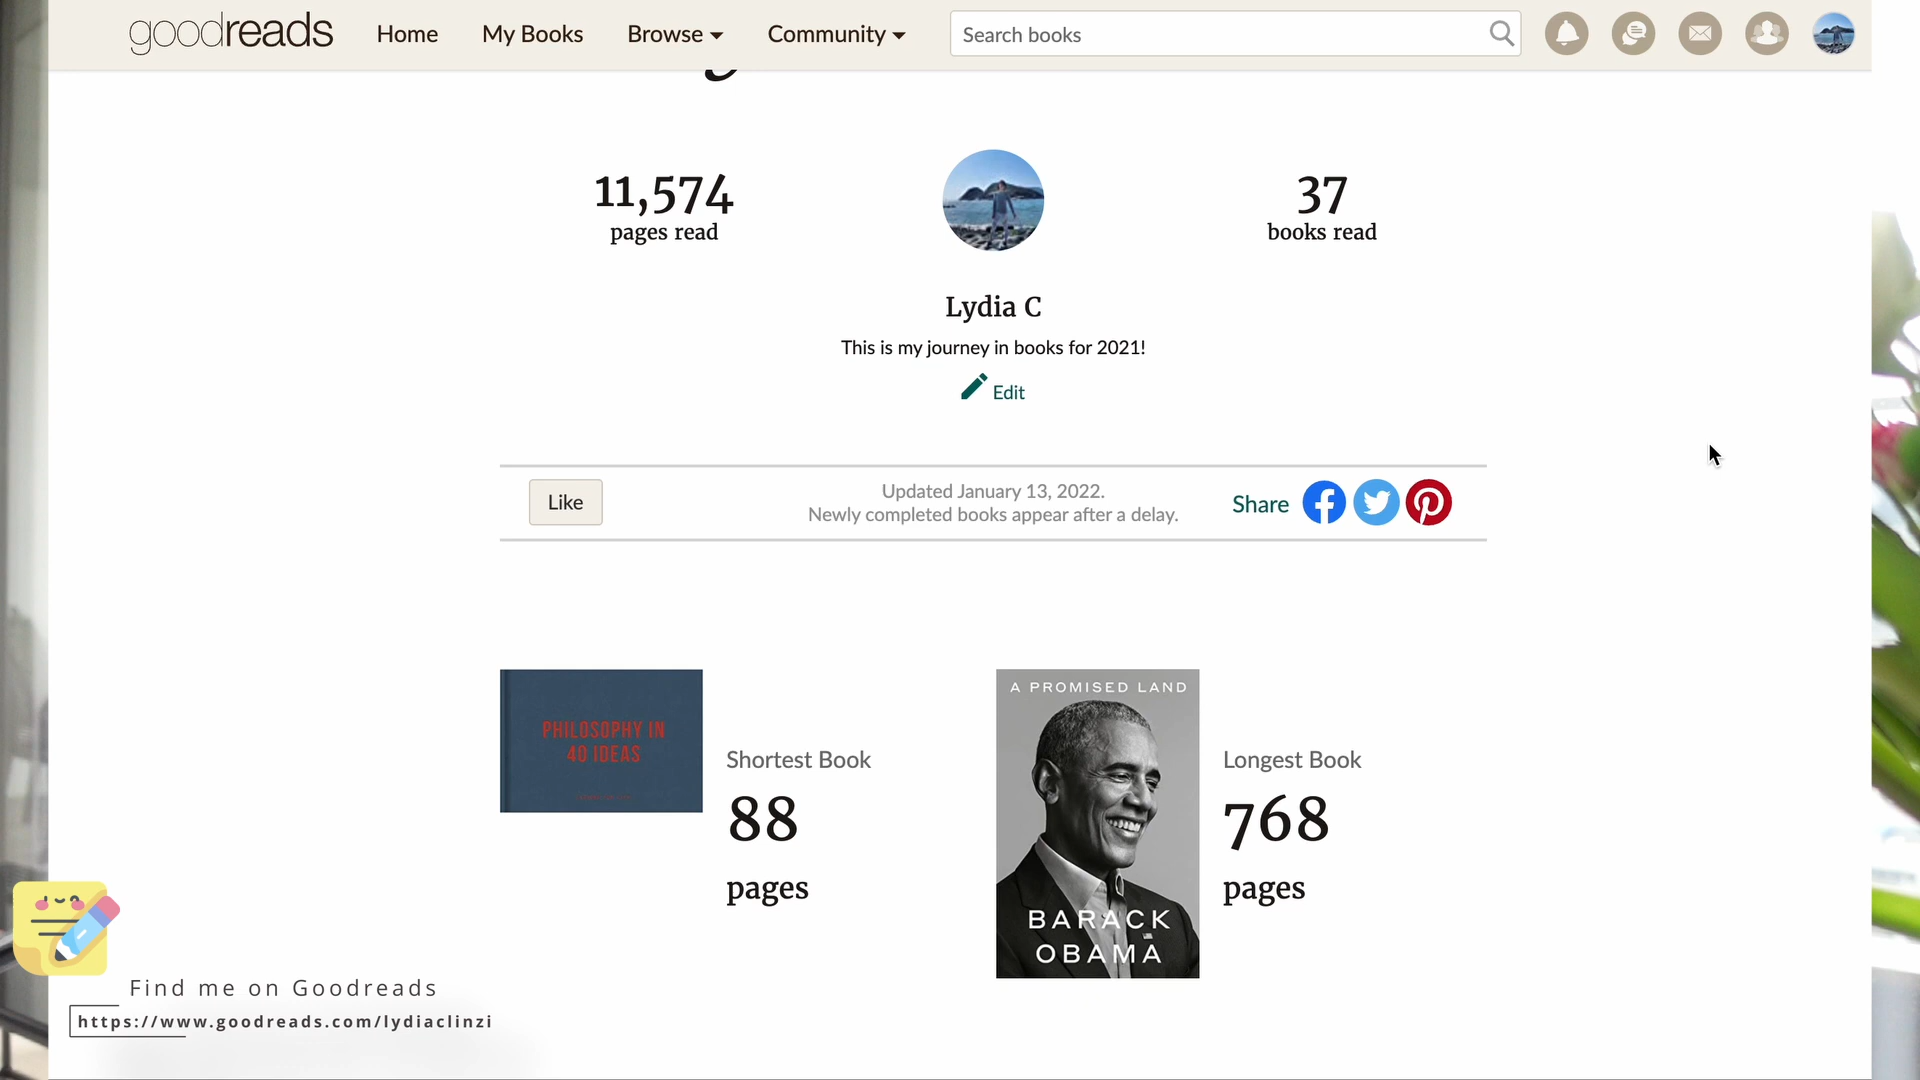 goodreads
Home
My Books
Browse
Community
Search books
11,574
pages read
37
books read
Lydia C
This is my journey in books for 2021!
Edit
Like
Updated January 13, 2022.
Newly completed books appear after a delay.
Share
PHILOSOPHY IN
40 IDEAS
Shortest Book
88
pages
A PROMISED LAND
BARACK
OBAMA
Longest Book
768
pages
Find me on Goodreads
https://www.goodreads.com/lydiaclinzi